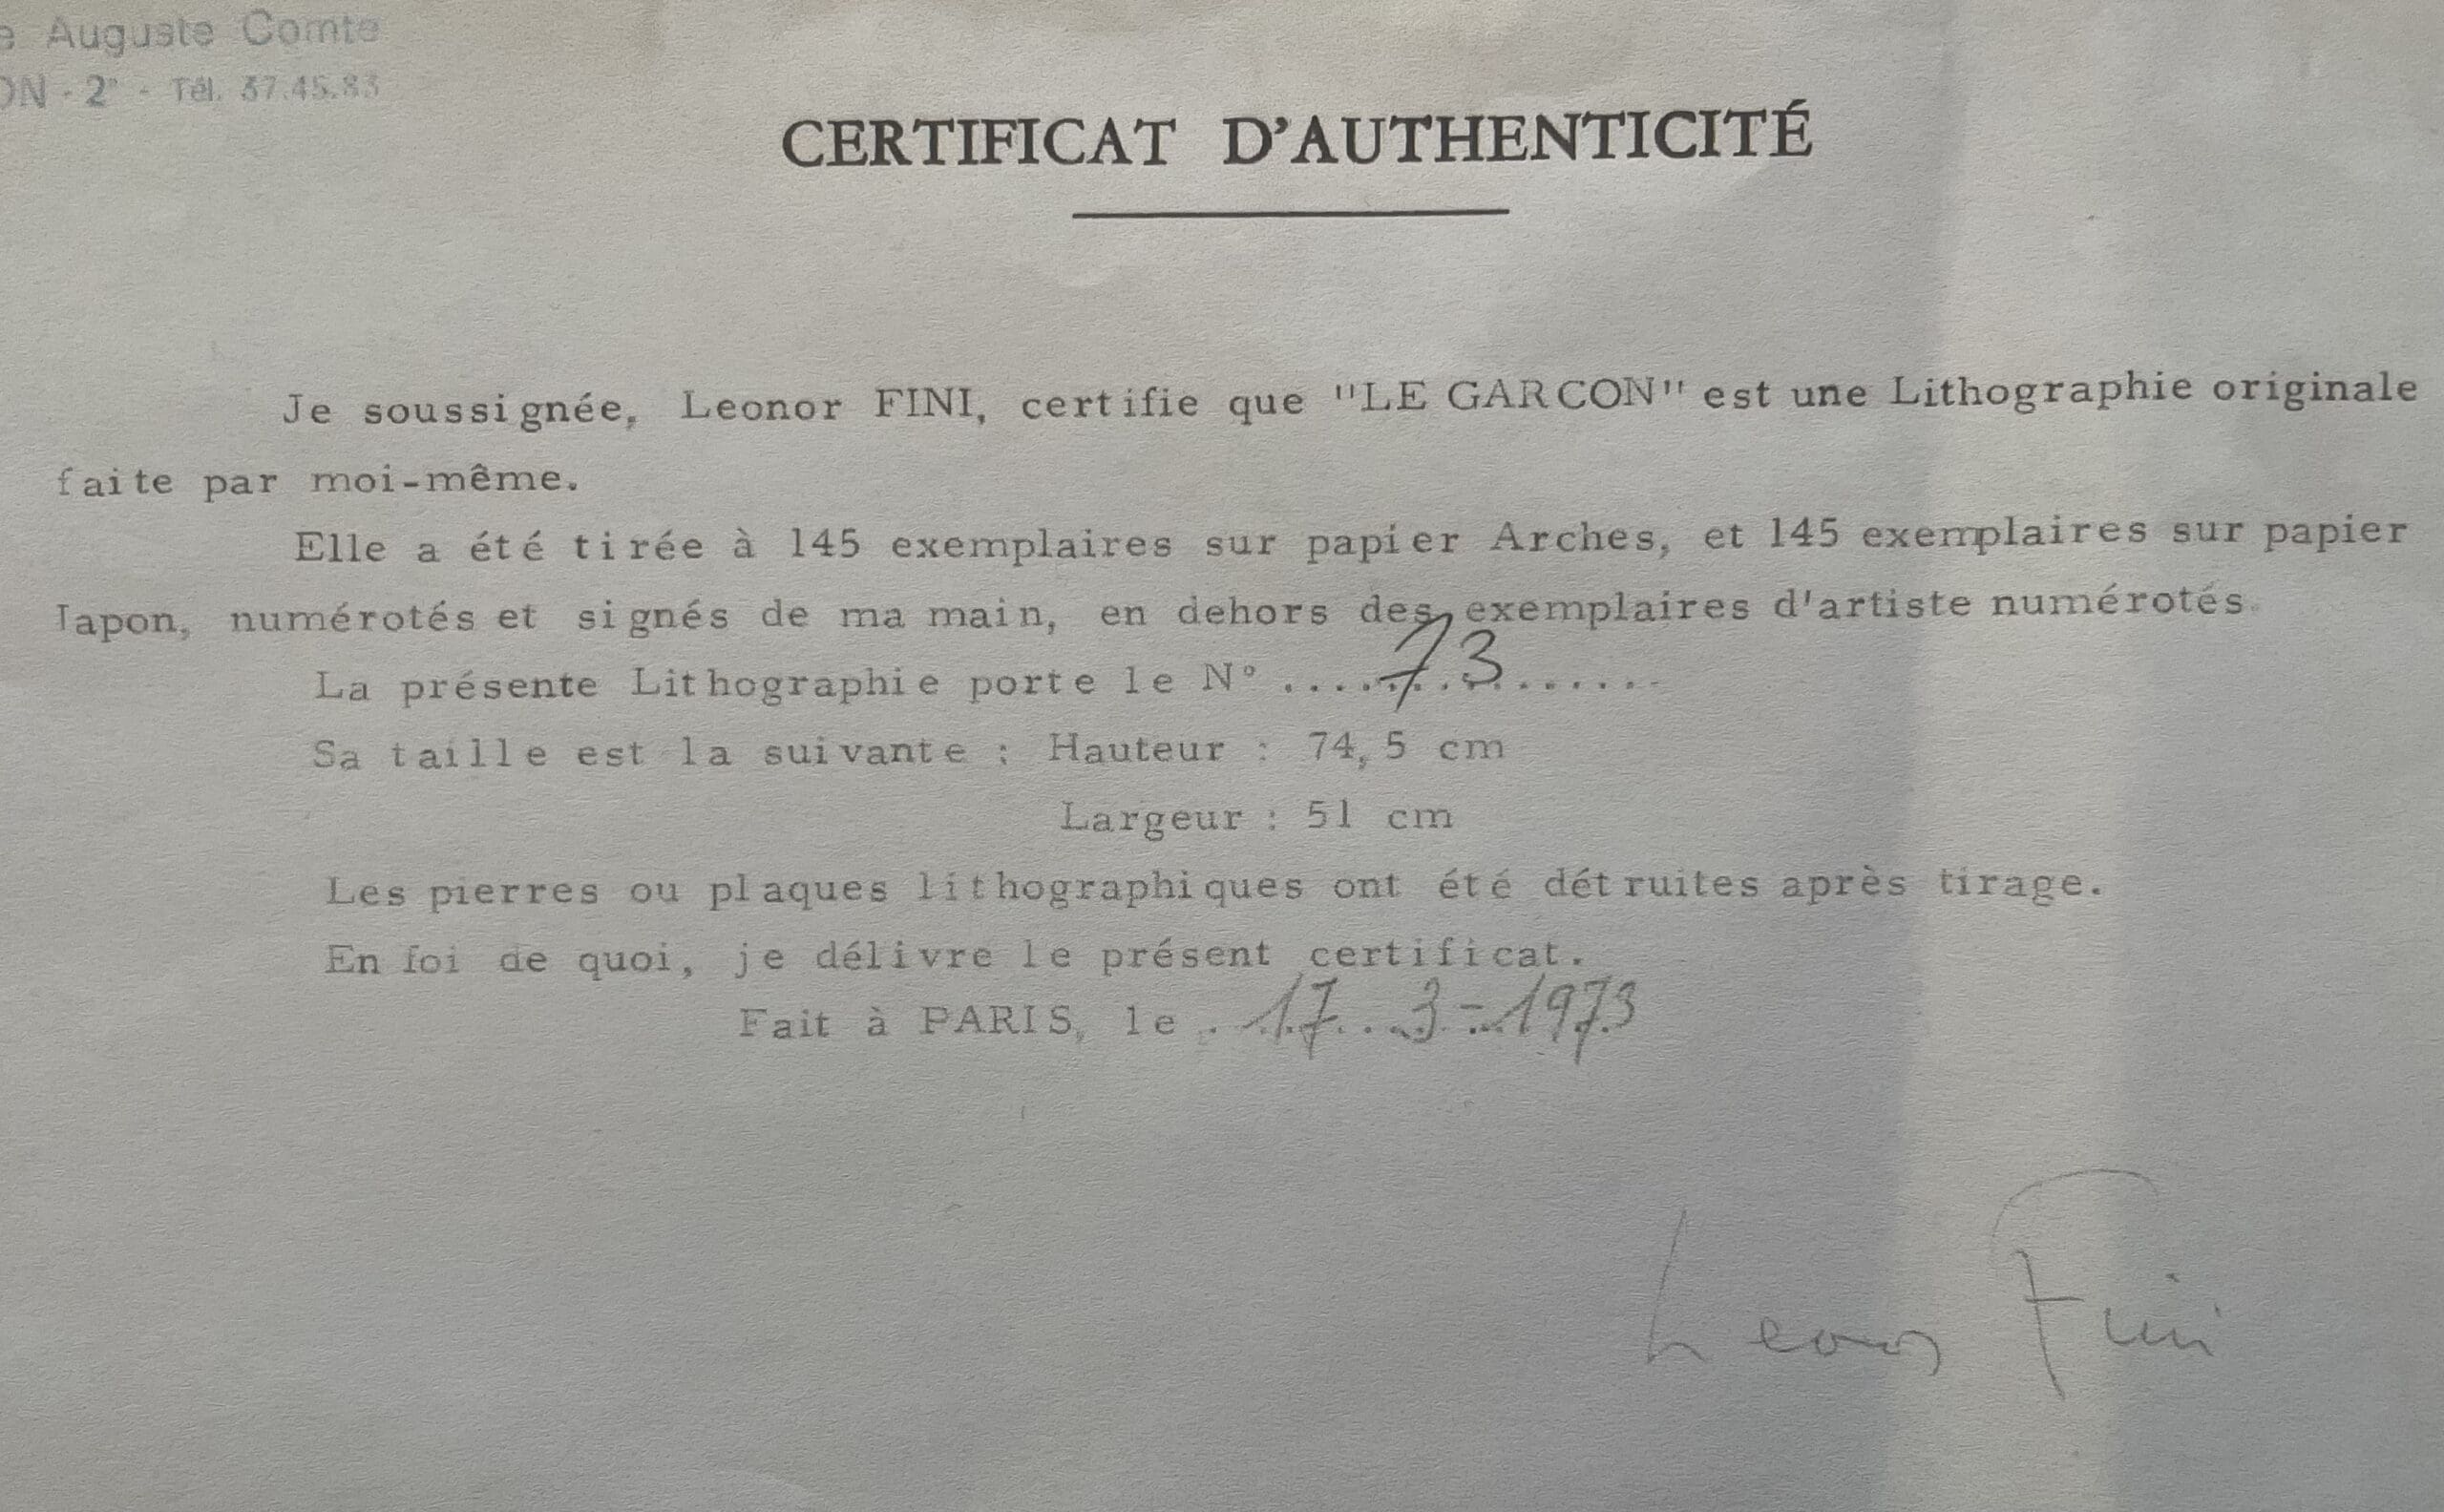 Auguste Comte
ON - 2e - Tél. 37.45.83
CERTIFICAT D'AUTHENTICITÉ
Je soussignée, Leonor FINI, certifie que "LE GARCON" est une Lithographie originale
faite par moi-même.
Elle a été tirée à 145 exemplaires sur papier Arches, et 145 exemplaires sur papier
Japon, numérotés et signés de ma main, en dehors des exemplaires d'artiste numérotés.
La présente Lithographie porte le N° ....73.......
Sa taille est la suivante : Hauteur : 74,5 cm
Largeur : 51 cm
Les pierres ou plaques lithographiques ont été détruites après tirage.
En foi de quoi, je délivre le présent certificat.
Fait à PARIS, le . 17..3-1973
Leonor Fini